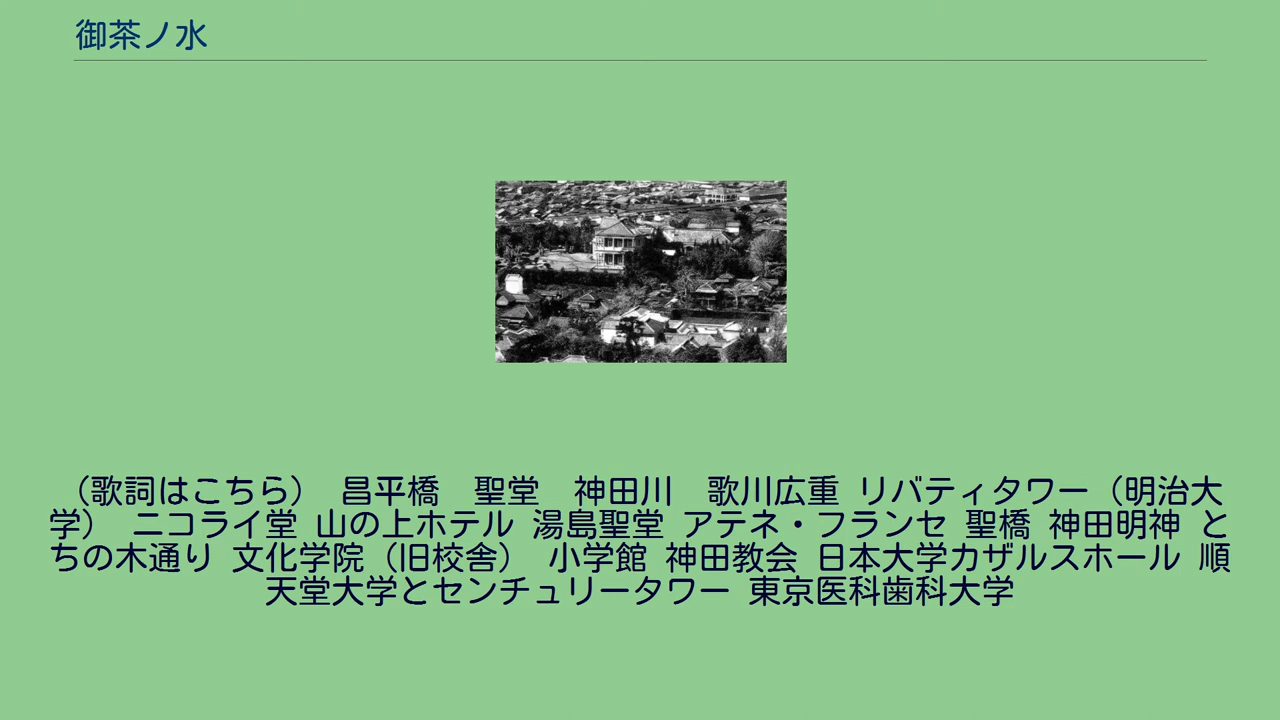 御茶ノ水
（歌詞はこちら）　昌平橋　聖堂　神田川　歌川広重 リバティタワー（明治大
学）　ニコライ堂 山の上ホテル 湯島聖堂 アテネ・フランセ 聖橋 神田明神 と
ちの木通り 文化学院（旧校舎）　小学館 神田教会 日本大学カザルスホール 順
天堂大学とセンチュリータワー 東京医科歯科大学